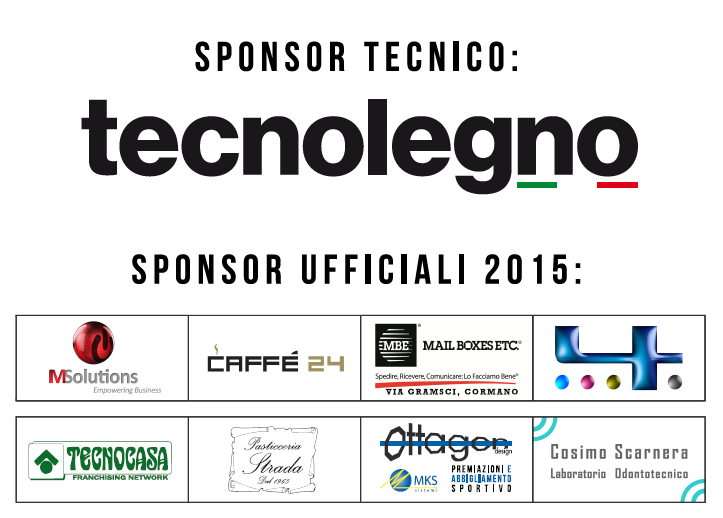 SPONSOR TECNICO:
tecnolegno
SPONSOR UFFICIALI 2015:
MSolutions
Empowering Business
CAFFÉ 24
MBE
MAIL BOXES ETC.®
Spedire, Ricevere, Comunicare: Lo Facciamo Bene®
VIA GRAMSCI, CORMANO
4
TECNOCASA
FRANCHISING NETWORK
Pasticceria
Strada
Dal 1965
Ottagon
design
MKS
PREMIAZIONI E
ABBIGLIAMENTO
SPORTIVO
Cosimo Scarnera
Laboratorio Odontotecnico